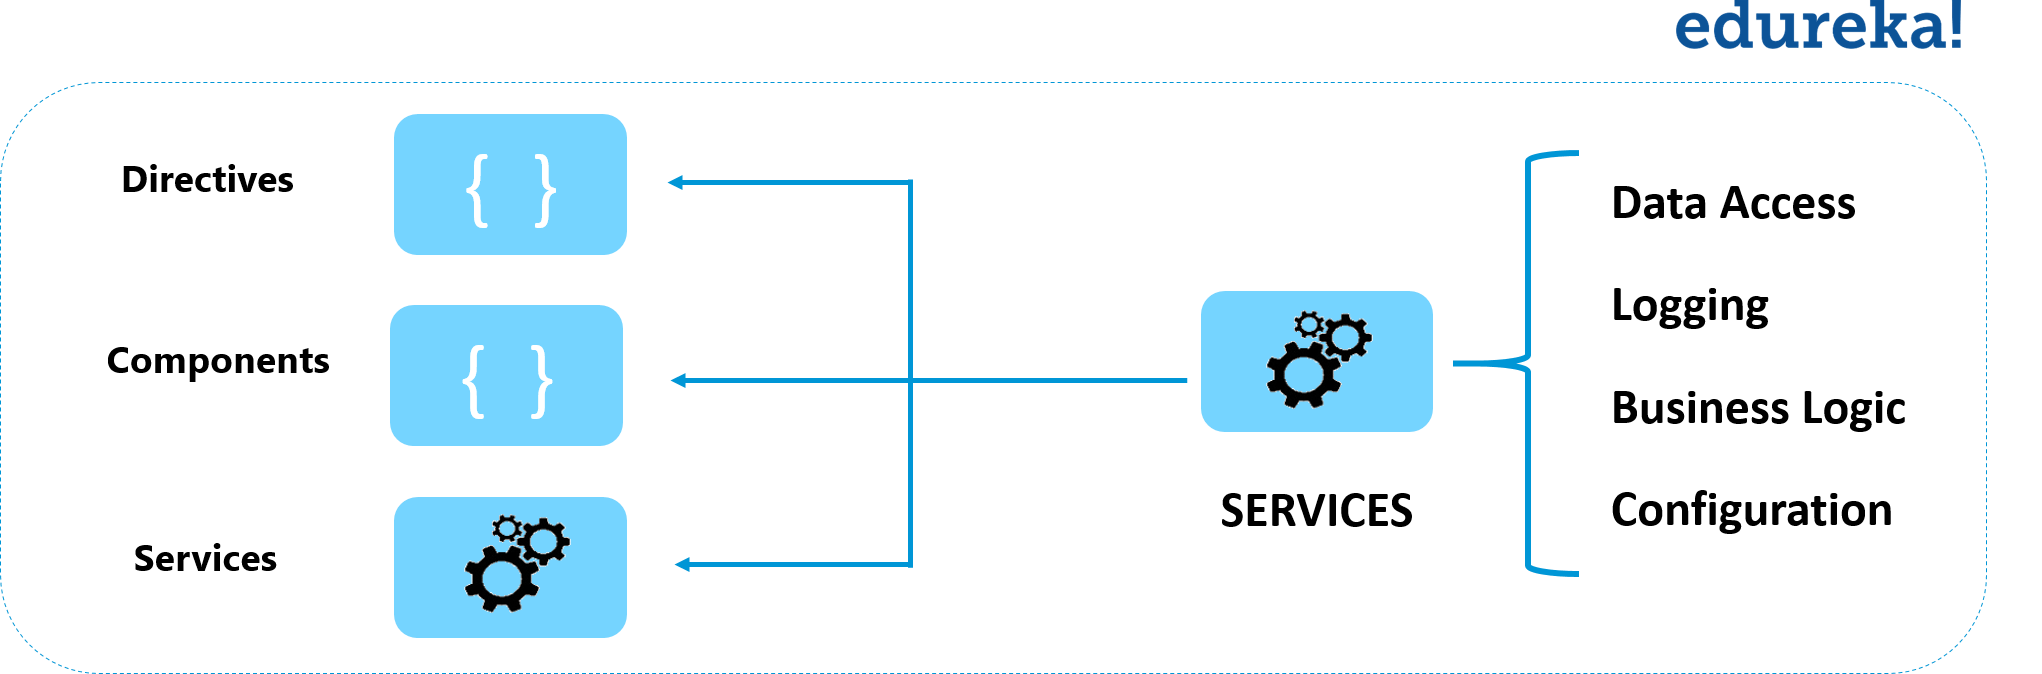 edureka!
Directives
{ }
Components
{ }
Services
SERVICES
Data Access
Logging
Business Logic
Configuration